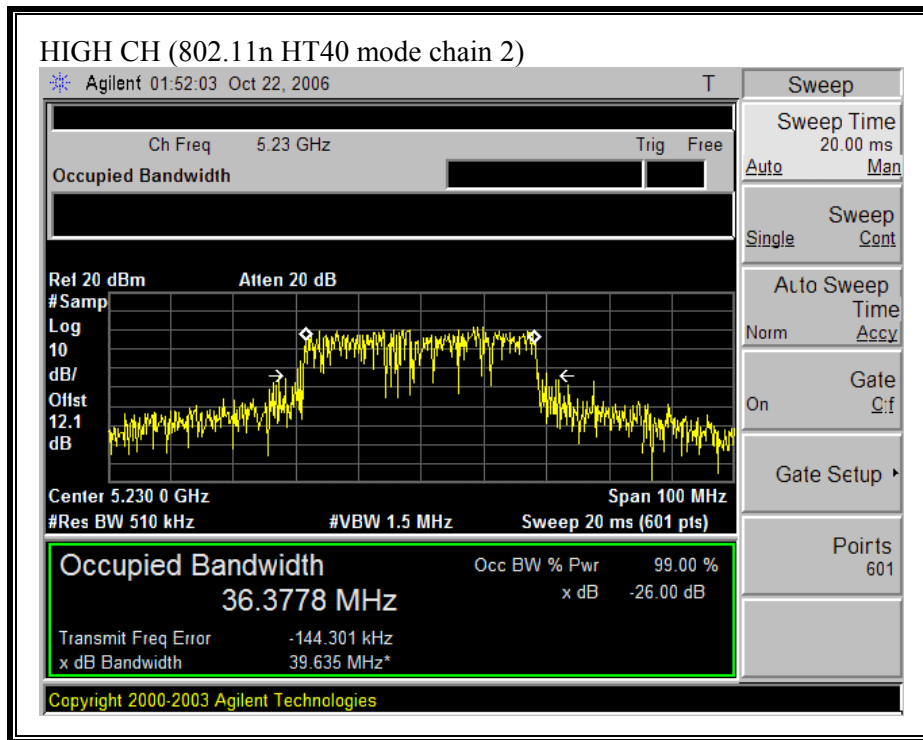 HIGH CH (802.11n HT40 mode chain 2)
Agilent 01:52:03 Oct 22, 2006 T
Ch Freq 5.23 GHz Trig Free
Occupied Bandwidth
Ref 20 dBm Atten 20 dB
#Samp
Log
10
dB/
Offst
12.1
dB
Center 5.230 0 GHz Span 100 MHz
#Res BW 510 kHz #VBW 1.5 MHz Sweep 20 ms (601 pts)
Occupied Bandwidth
36.3778 MHz
Occ BW % Pwr 99.00 %
x dB -26.00 dB
Transmit Freq Error -144.301 kHz
x dB Bandwidth 39.635 MHz*
Copyright 2000-2003 Agilent Technologies
Sweep
Sweep Time
20.00 ms
Auto Man
Sweep
Single Cont
Auto Sweep
Time
Norm Accy
Gate
On Off
Gate Setup
Points
601